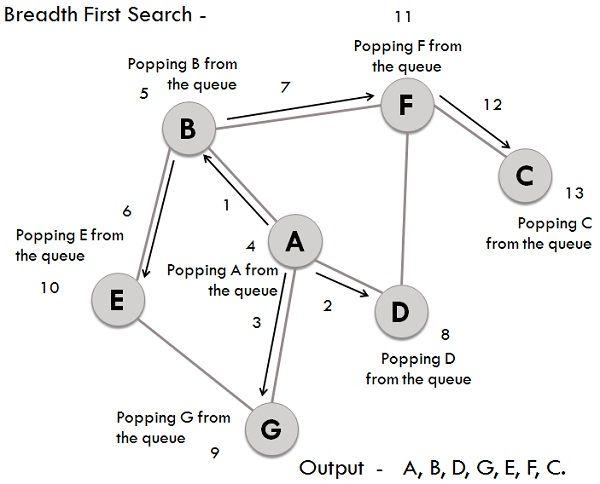 Breadth First Search -
11
Popping F from
the queue
Popping B from
the queue
5
7
F
12
B
C
13
Popping C
from the queue
6
1
Popping E from
the queue
10
4
A
Popping A from
the queue
E
2
3
D
8
Popping D
from the queue
Popping G from
the queue
9
G
Output - A, B, D, G, E, F, C.